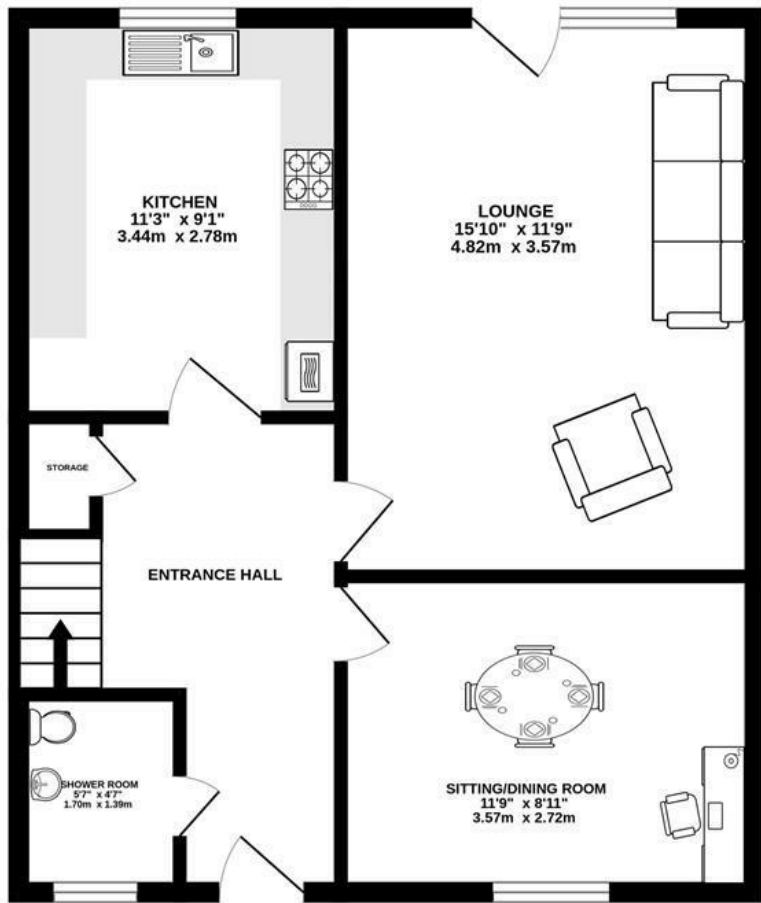 KITCHEN
11'3" x 9'1"
3.44m x 2.78m
LOUNGE
15'10" x 11'9"
4.82m x 3.57m
STORAGE
ENTRANCE HALL
SHOWER ROOM
5'7" x 4'7"
1.70m x 1.39m
SITTING/DINING ROOM
11'9" x 8'11"
3.57m x 2.72m